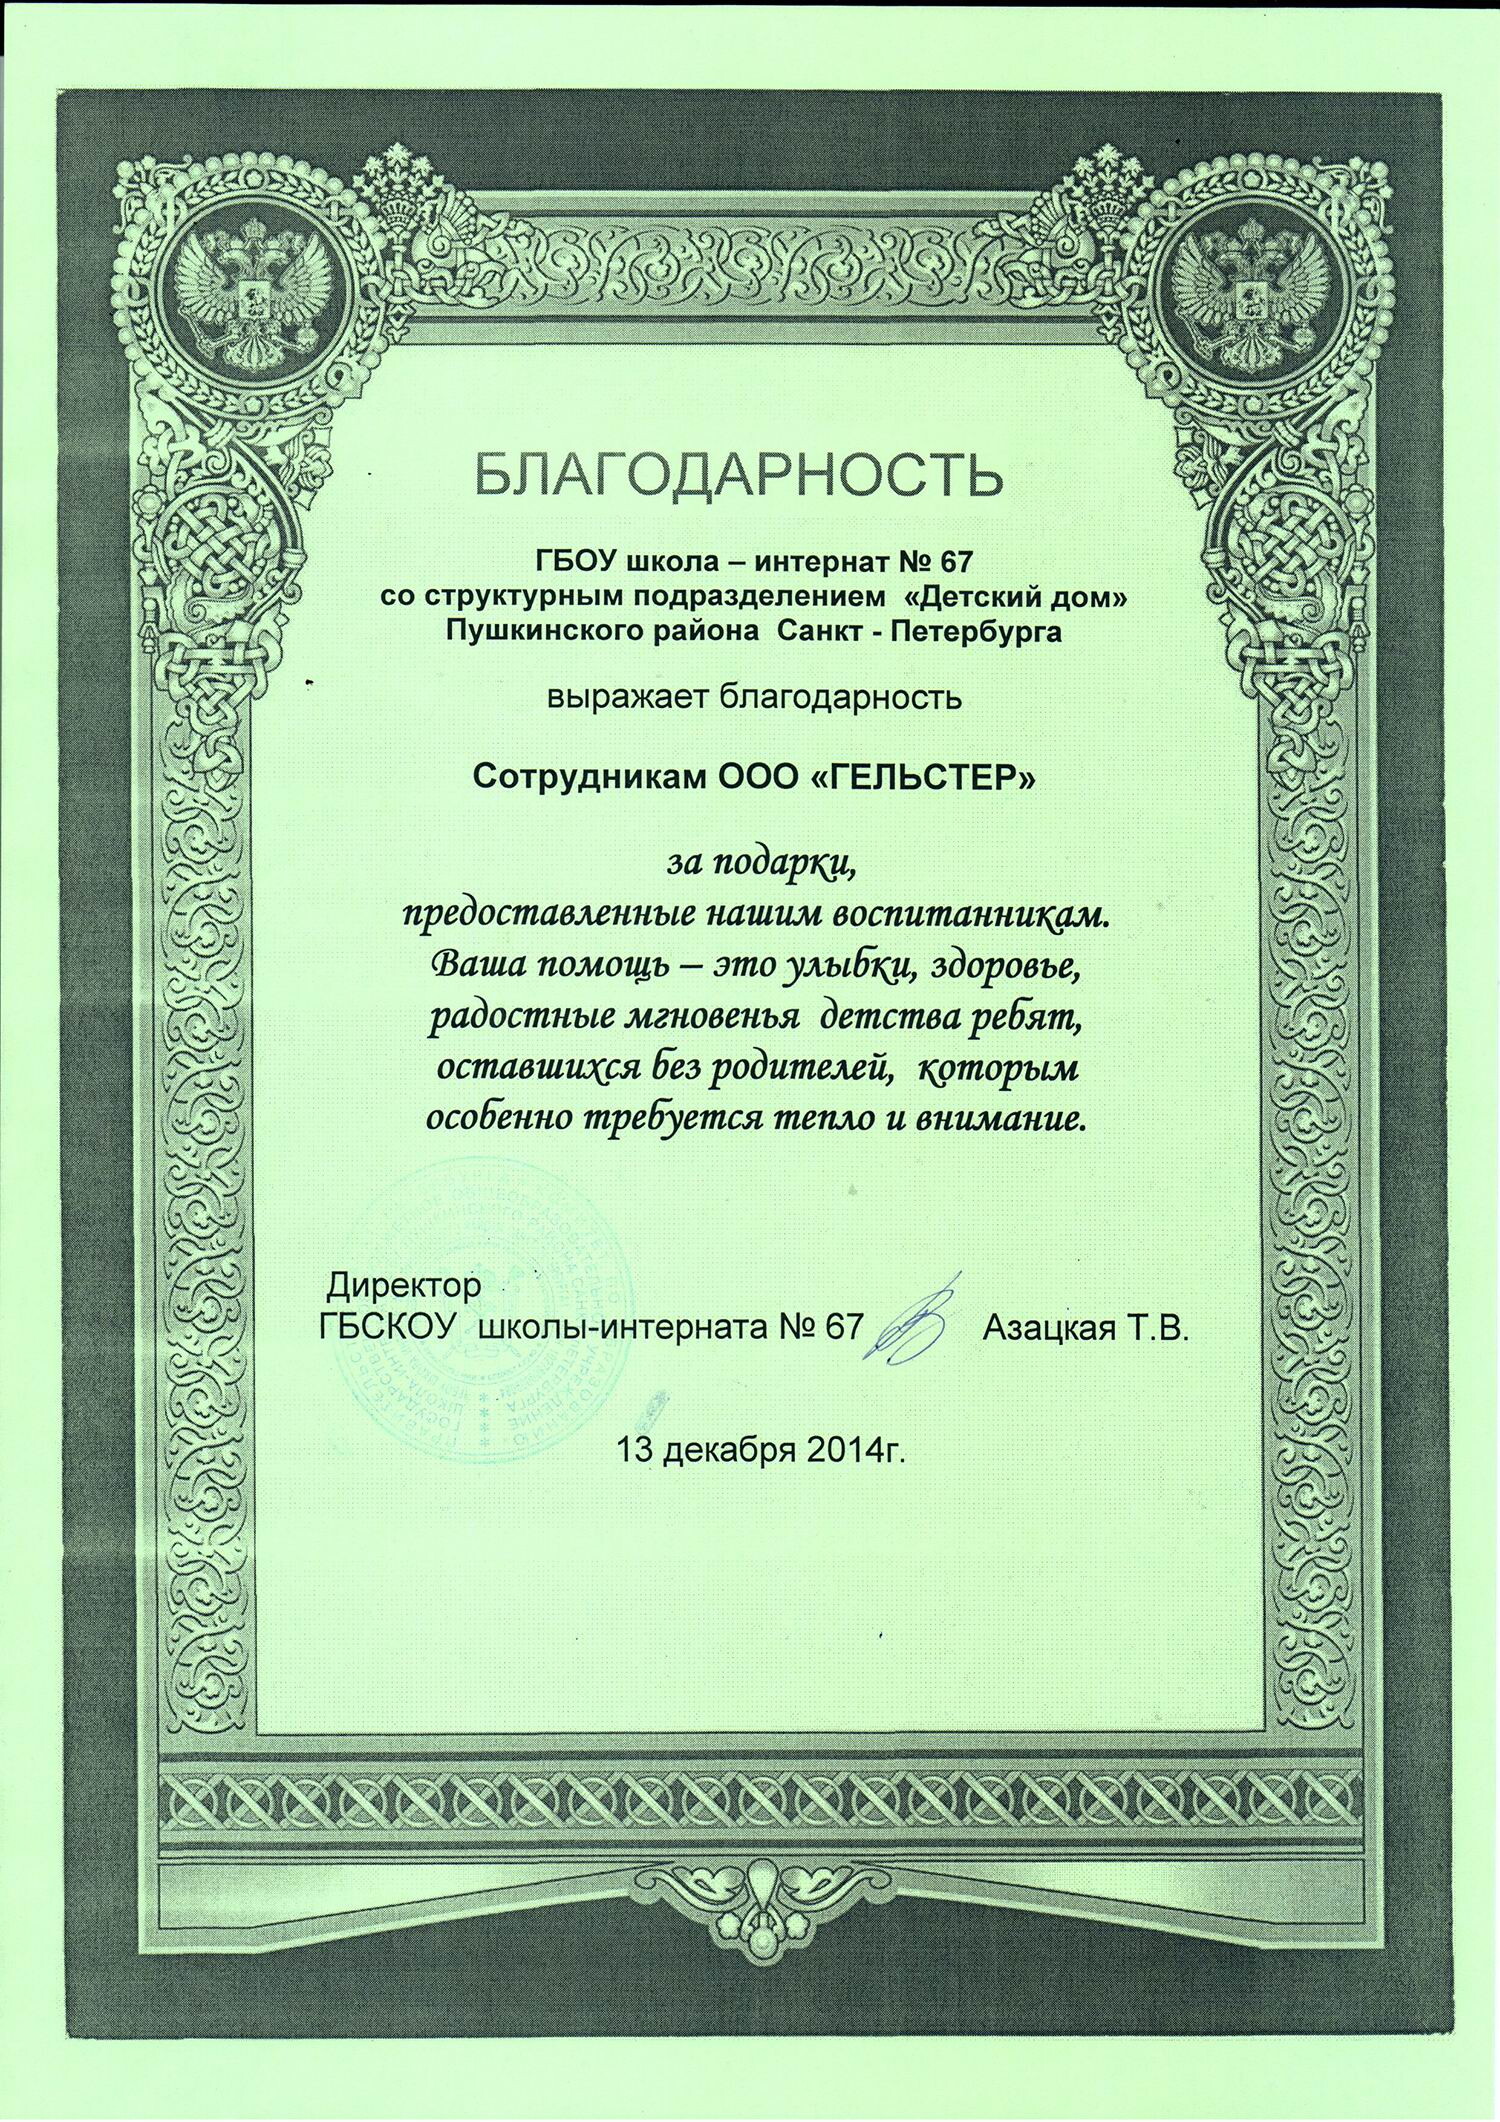 БЛАГОДАРНОСТЬ
ГБОУ школа – интернат № 67
со структурным подразделением «Детский дом»
Пушкинского района Санкт - Петербурга
выражает благодарность
Сотрудникам ООО «ГЕЛЬСТЕР»
за подарки,
предоставленные нашим воспитанникам.
Ваша помощь – это улыбки, здоровье,
радостные мгновенья детства ребят,
оставшихся без родителей, которым
особенно требуется тепло и внимание.
Директор
ГБСКОУ школы-интерната № 67 Азацкая Т.В.
13 декабря 2014г.